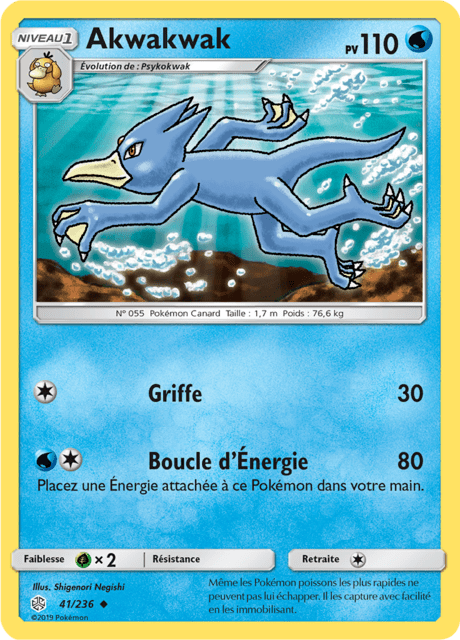 NIVEAU 1
Akwakwak
PV 110
Évolution de : Psykokwak
N° 055 Pokémon Canard Taille : 1,7 m Poids : 76,6 kg
Griffe 30
Boucle d'Énergie 80
Placez une Énergie attachée à ce Pokémon dans votre main.
Faiblesse ×2 Résistance Retraite
Illus. Shigenori Negishi
41/236
©2019 Pokémon
Même les Pokémon poissons les plus rapides ne
peuvent pas lui échapper. Il les capture avec facilité
en les immobilisant.